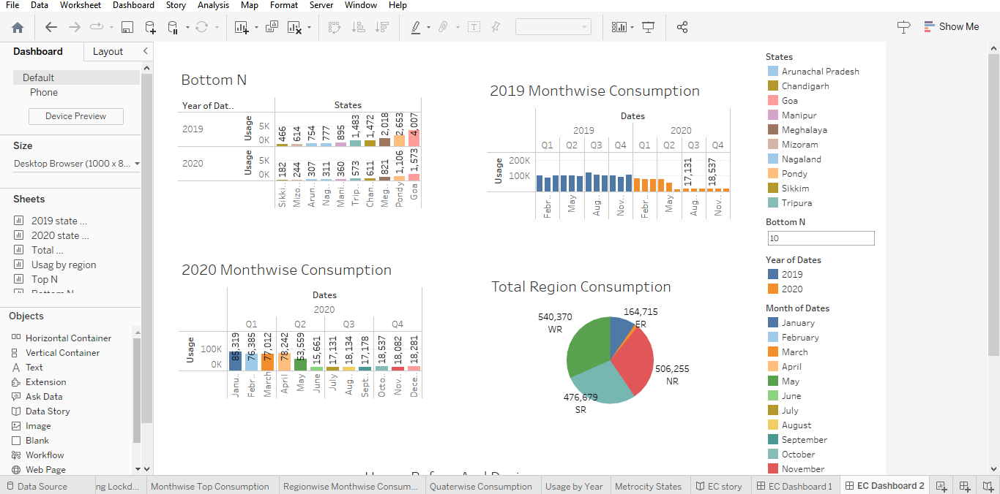 File Data Worksheet Dashboard Story Analysis Map Format Server Window Help
Show Me
Dashboard Layout
Default
Phone
Device Preview
Size
Desktop Browser (1000 x 8...
Sheets
2019 state ...
2020 state ...
Total ...
Usag by region
Top N
Bottom N
Objects
Horizontal Container
Vertical Container
Text
Extension
Ask Data
Data Story
Image
Blank
Workflow
Web Page
Bottom N
Year of Dat.. States
2019 Usage 5K 0K 466 614 754 777 895 1,483 1,472 2,018 2,653 4,007
2020 Usage 5K 0K 182 244 307 311 360 573 611 821 1,106 1,573
Sikki.. Mizo.. Arun.. Nag.. Mani.. Trip.. Chan.. Meg.. Pondy Goa
2019 Monthwise Consumption
Dates
2019 2020
Q1 Q2 Q3 Q4 Q1 Q2 Q3 Q4
Usage 200K 100K 17,131 18,537
Febr.. May Aug.. Nov.. Febr.. May Aug.. Nov..
2020 Monthwise Consumption
Dates
2020
Q1 Q2 Q3 Q4
Usage 100K 0K 85,319 76,385 77,012 78,242 53,559 15,661 17,131 18,134 17,178 18,537 18,082 18,281
Janu.. Febr.. March April May June July Aug.. Sept.. Octo.. Nov.. Dece..
Total Region Consumption
164,715
ER
506,255
NR
476,679
SR
540,370
WR
States
Arunachal Pradesh
Chandigarh
Goa
Manipur
Meghalaya
Mizoram
Nagaland
Pondy
Sikkim
Tripura
Bottom N
10
Year of Dates
2019
2020
Month of Dates
January
February
March
April
May
June
July
August
September
October
November
Data Source ng Lockd... Monthwise Top Consumption Regionwise Monthwise Consum... Quaterwise Consumption Usage by Year Metrocity States EC story EC Dashboard 1 EC Dashboard 2